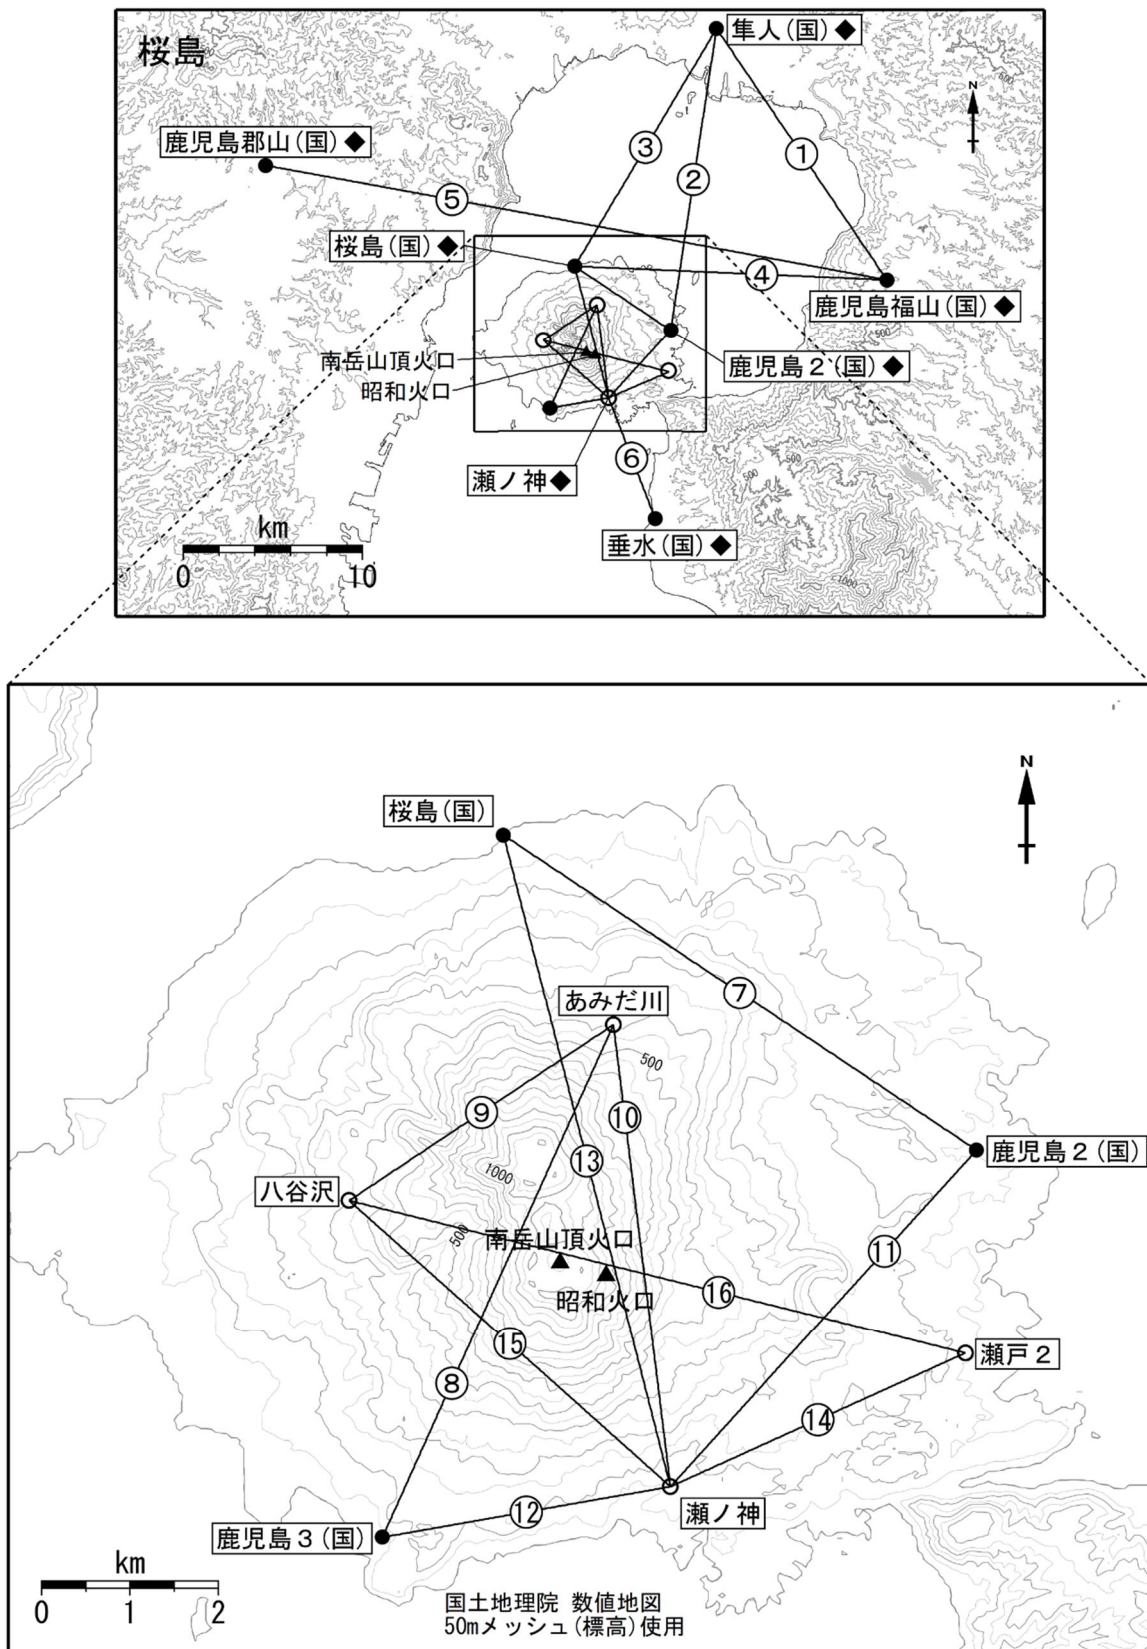 桜島
隼人(国)◆
N
600
鹿児島郡山(国)◆
③
①
②
⑤
桜島(国)◆
④
鹿児島福山(国)◆
500
南岳山頂火口
昭和火口
鹿児島2(国)◆
瀬ノ神◆
⑥
500
500
km
0 10
垂水(国)◆
1000
桜島(国)
N
⑦
あみだ川
500
⑨
⑩
⑬
1000
鹿児島2(国)
八谷沢
500
南岳山頂火口
⑪
昭和火口
⑯
⑮
瀬戸2
⑧
⑭
瀬ノ神
⑫
鹿児島3(国)
km
0 1 2
国土地理院 数値地図
50mメッシュ(標高)使用